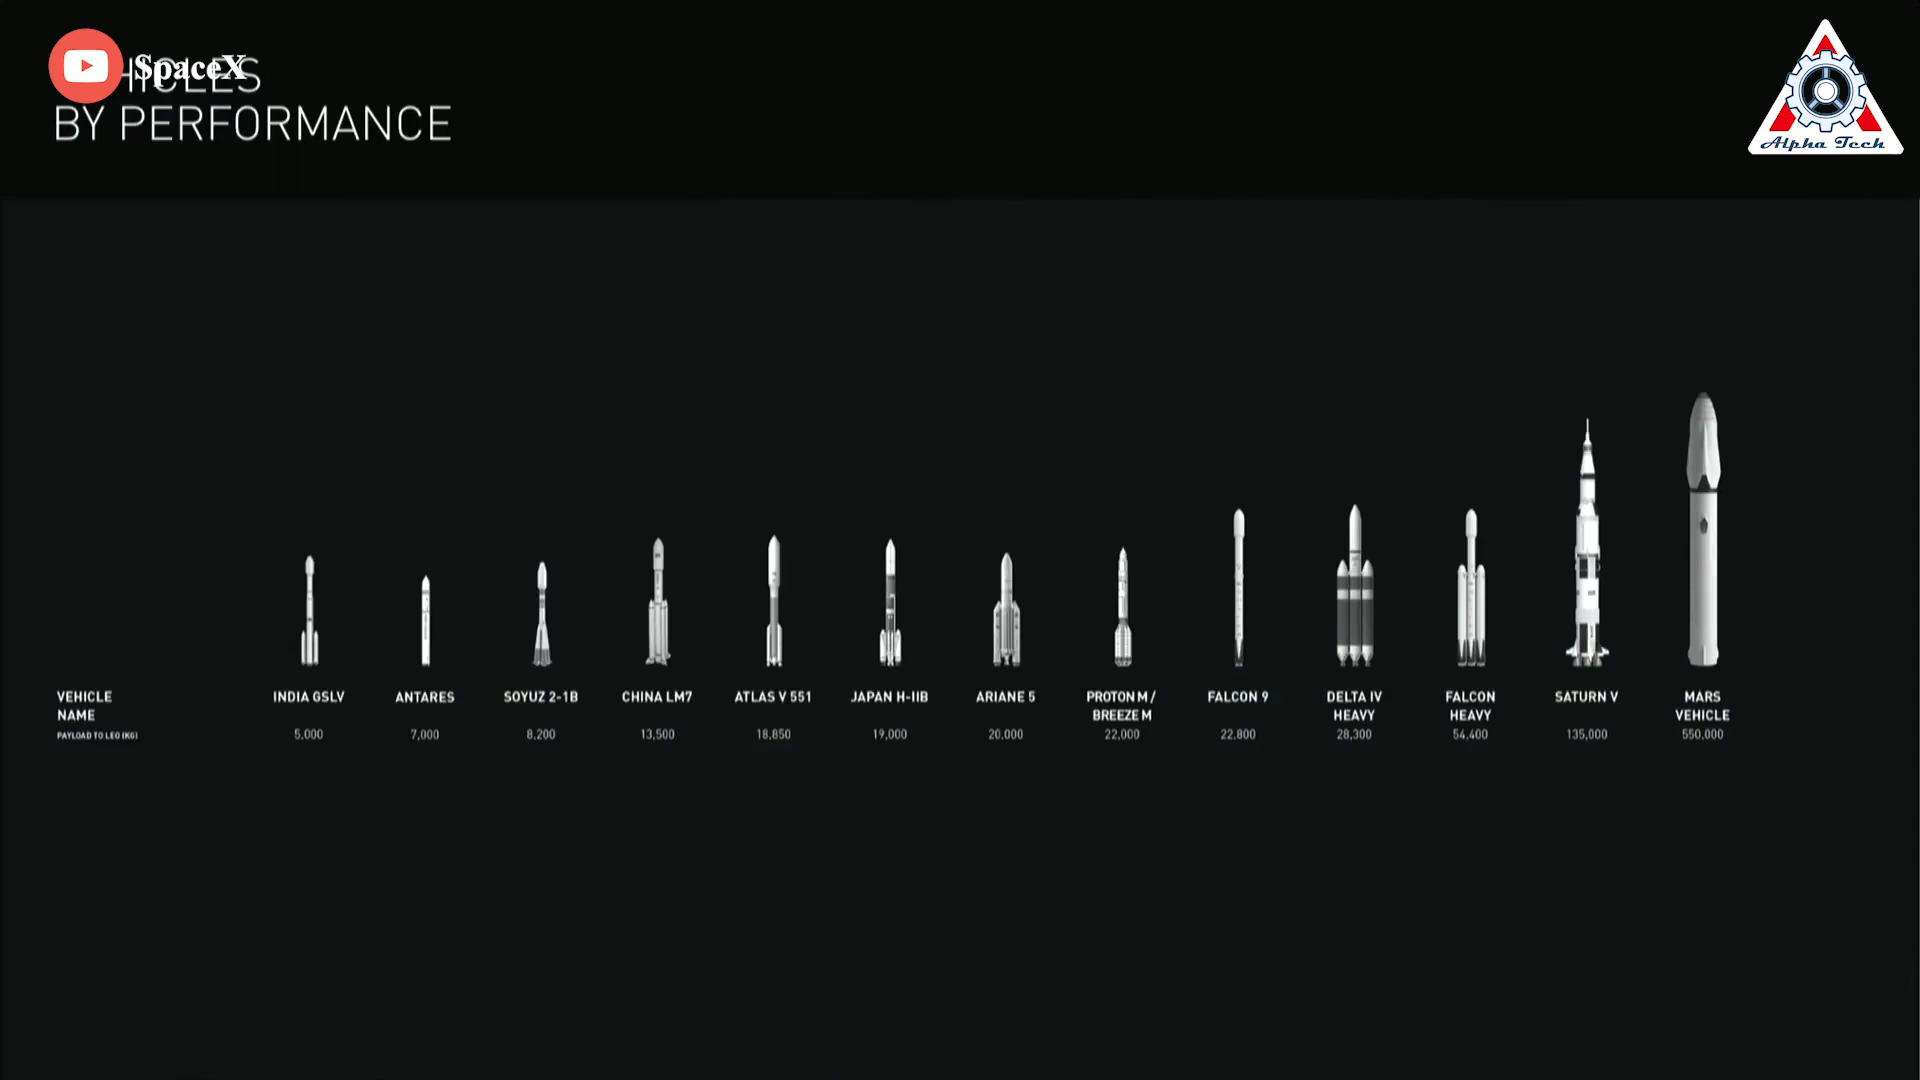 SpaceX
HICLES
BY PERFORMANCE
Alpha Tech
VEHICLE NAME
PAYLOAD TO LEO (KG)
INDIA GSLV
5,000
ANTARES
7,000
SOYUZ 2-1B
8,200
CHINA LM7
13,500
ATLAS V 551
18,850
JAPAN H-IIB
19,000
ARIANE 5
20,000
PROTON M /
BREEZE M
22,000
FALCON 9
22,800
DELTA IV
HEAVY
28,300
FALCON
HEAVY
54,400
SATURN V
135,000
MARS
VEHICLE
550,000